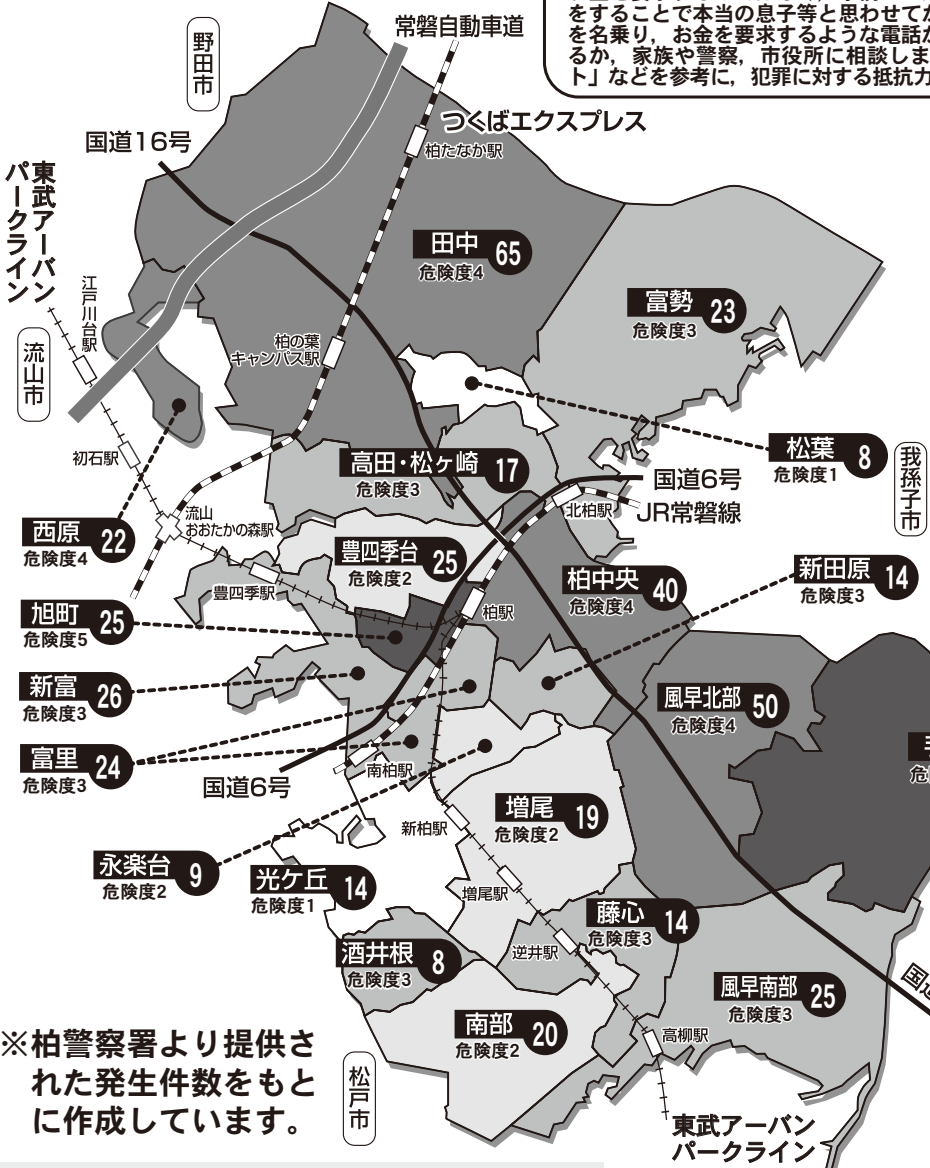 をすることで本当の息子等と思わせてか
を名乗り，お金を要求するような電話が
るか，家族や警察，市役所に相談しま
ト」などを参考に，犯罪に対する抵抗力
野田市
常磐自動車道
つくばエクスプレス
国道16号
柏たなか駅
東武アーバン
パークライン
田中 65
危険度4
江戸川台駅
富勢 23
危険度3
流山市
柏の葉
キャンパス駅
松葉 8
危険度1
我孫子市
初石駅
高田・松ヶ崎 17
危険度3
国道6号
JR常磐線
北柏駅
流山
おおたかの森駅
西原 22
危険度4
豊四季台 25
危険度2
豊四季駅
柏中央 40
危険度4
新田原 14
危険度3
柏駅
旭町 25
危険度5
新富 26
危険度3
風早北部 50
危険度4
富里 24
危険度3
国道6号
南柏駅
増尾 19
危険度2
新柏駅
永楽台 9
危険度2
光ケ丘 14
危険度1
増尾駅
藤心 14
危険度3
酒井根 8
危険度3
逆井駅
風早南部 25
危険度3
国道
南部 20
危険度2
高柳駅
松戸市
東武アーバン
パークライン
※柏警察署より提供さ
れた発生件数をもと
に作成しています。